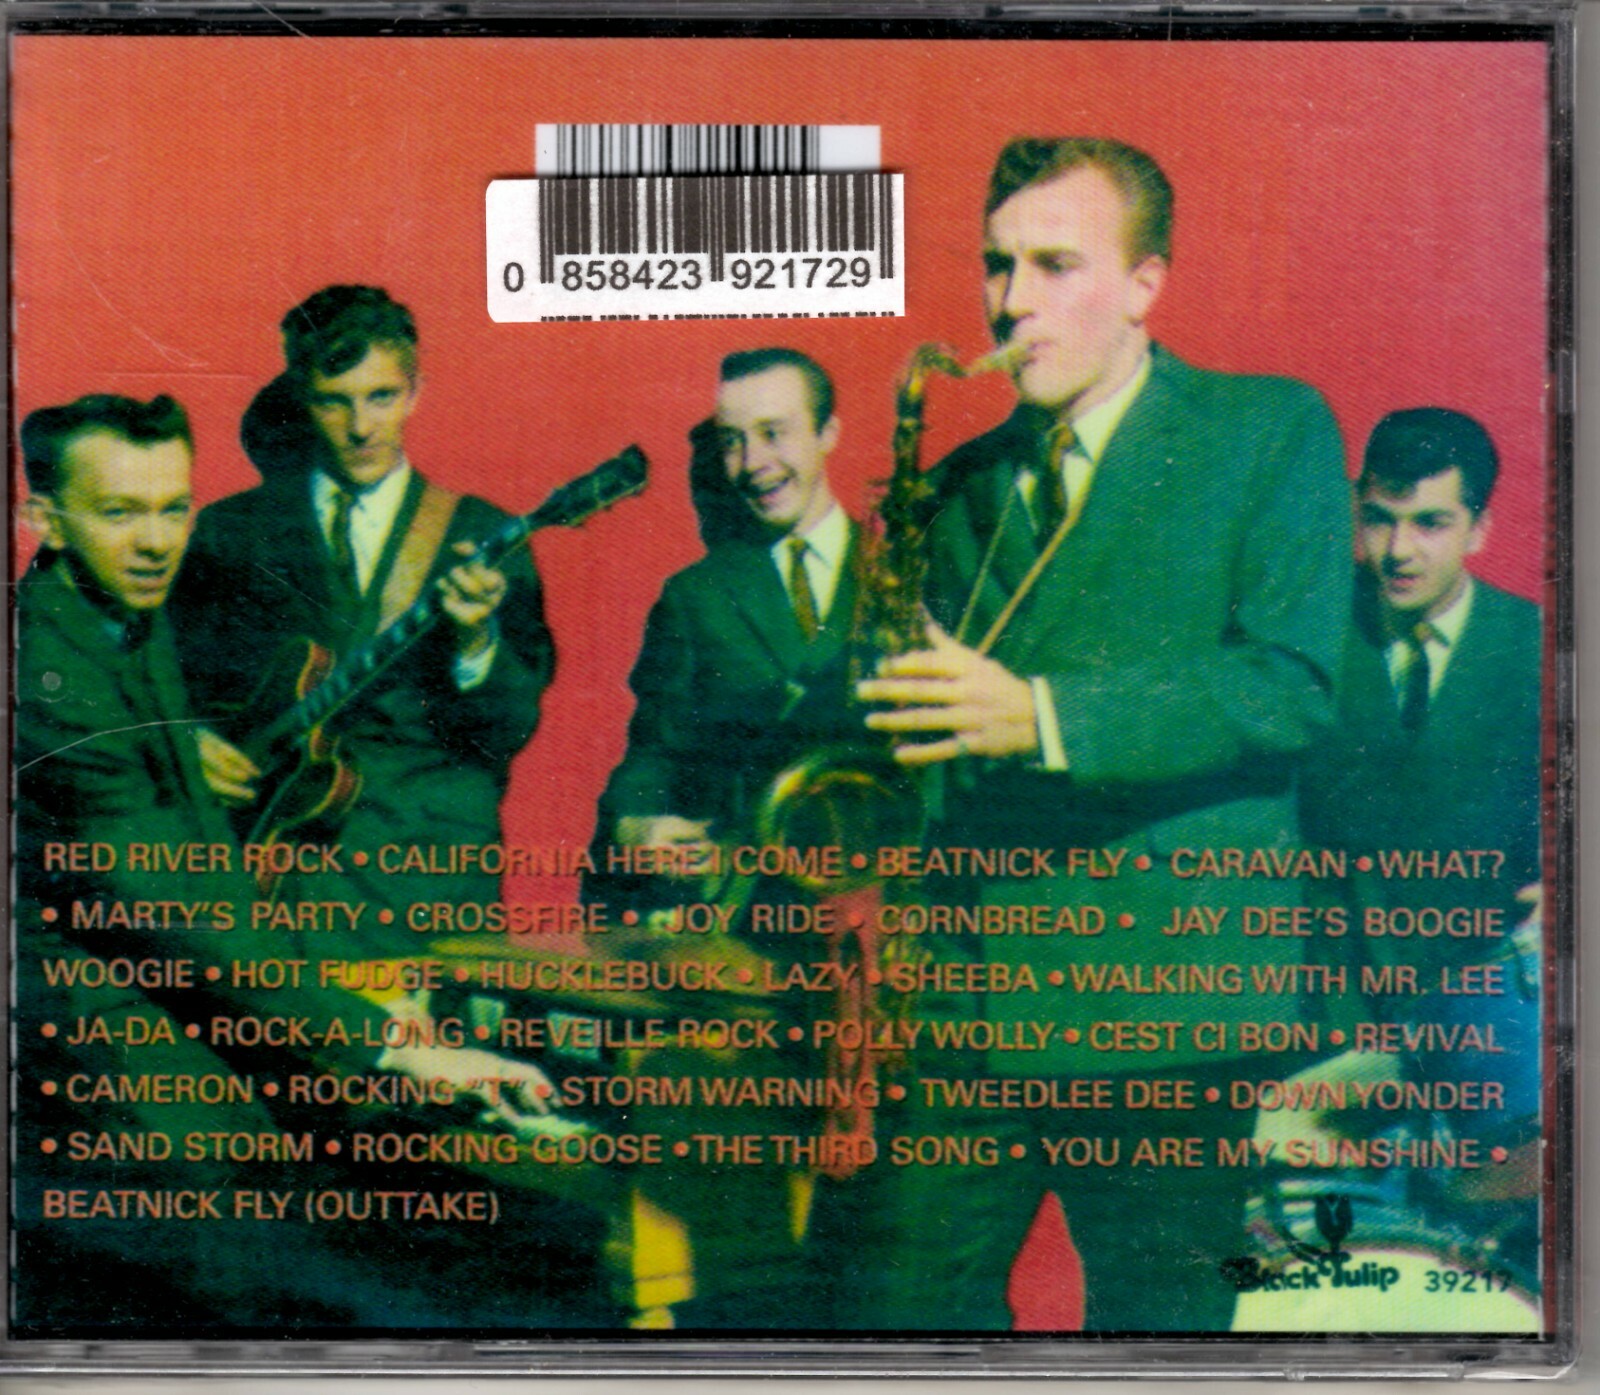 0 858423 921729
RED RIVER ROCK • CALIFORNIA HERE I COME • BEATNICK FLY • CARAVAN • WHAT?
• MARTY'S PARTY • CROSSFIRE • JOY RIDE • CORNBREAD • JAY DEE'S BOOGIE
WOOGIE • HOT FUDGE • HUCKLEBUCK • LAZY • SHEEBA • WALKING WITH MR. LEE
• JA-DA • ROCK-A-LONG • REVEILLE ROCK • POLLY WOLLY • CEST CI BON • REVIVAL
• CAMERON • ROCKING "T" • STORM WARNING • TWEEDLEE DEE • DOWN YONDER
• SAND STORM • ROCKING GOOSE • THE THIRD SONG • YOU ARE MY SUNSHINE •
BEATNICK FLY (OUTTAKE)
Black Tulip 39217